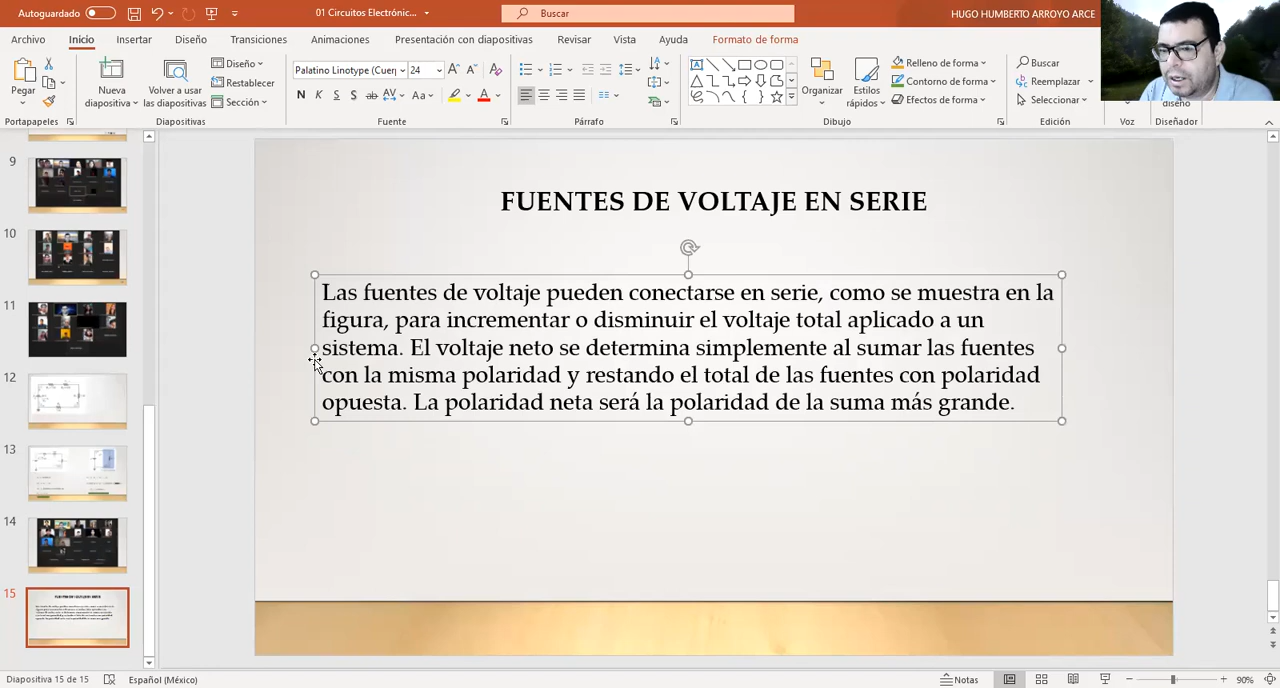 Autoguardado
01 Circuitos Electrónic...
Buscar
HUGO HUMBERTO ARROYO ARCE
Archivo Inicio Insertar Diseño Transiciones Animaciones Presentación con diapositivas Revisar Vista Ayuda Formato de forma
Pegar
Portapapeles
Nueva diapositiva
Volver a usar las diapositivas
Diseño
Restablecer
Sección
Diapositivas
Palatino Linotype (Cuerp 24
N K S S ab AV Aa A
Fuente
Párrafo
Organizar
Estilos rápidos
Relleno de forma
Contorno de forma
Efectos de forma
Dibujo
Buscar
Reemplazar
Seleccionar
Edición
Voz
diseño
Diseñador
9
10
11
12
13
14
15
FUENTES DE VOLTAJE EN SERIE
Las fuentes de voltaje pueden conectarse en serie, como se muestra en la
figura, para incrementar o disminuir el voltaje total aplicado a un
sistema. El voltaje neto se determina simplemente al sumar las fuentes
con la misma polaridad y restando el total de las fuentes con polaridad
opuesta. La polaridad neta será la polaridad de la suma más grande.
Diapositiva 15 de 15 Español (México) Notas 90%